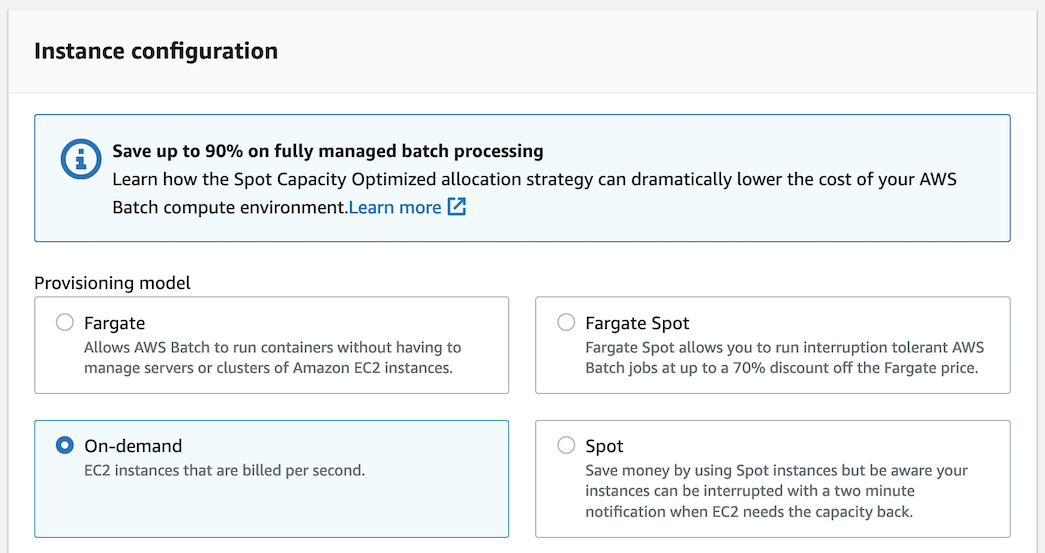 Instance configuration
Save up to 90% on fully managed batch processing
Learn how the Spot Capacity Optimized allocation strategy can dramatically lower the cost of your AWS
Batch compute environment.Learn more
Provisioning model
Fargate
Allows AWS Batch to run containers without having to
manage servers or clusters of Amazon EC2 instances.
Fargate Spot
Fargate Spot allows you to run interruption tolerant AWS
Batch jobs at up to a 70% discount off the Fargate price.
On-demand
EC2 instances that are billed per second.
Spot
Save money by using Spot instances but be aware your
instances can be interrupted with a two minute
notification when EC2 needs the capacity back.